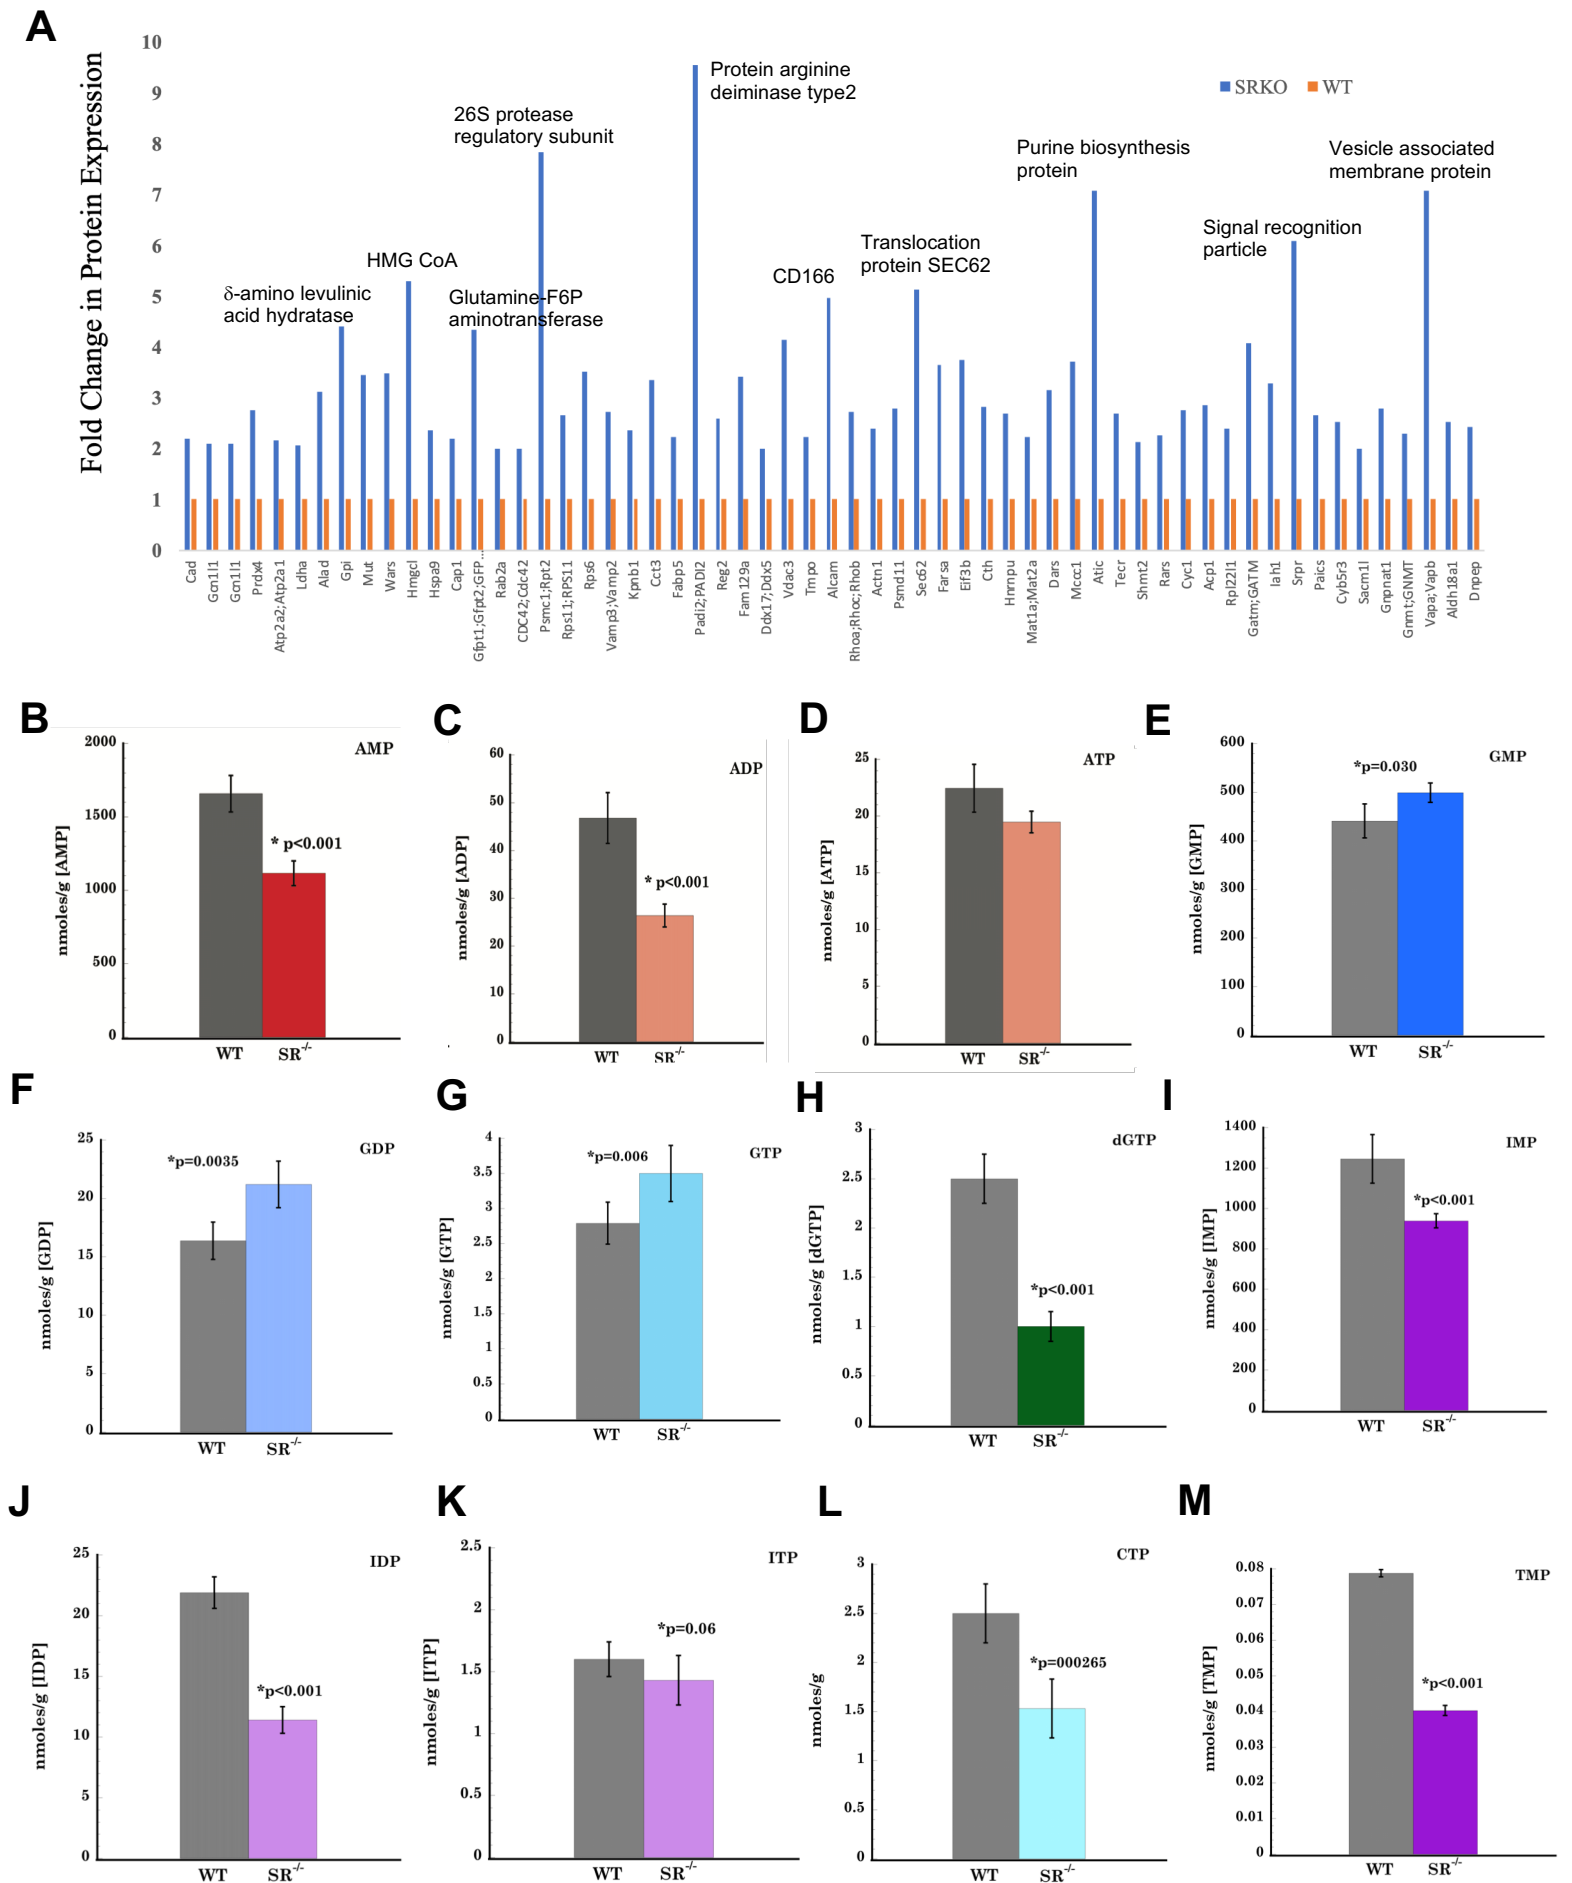 A
Fold Change in Protein Expression
10
9
8
7
6
5
4
3
2
1
0
SRKO
WT
δ-amino levulinic
acid hydratase
HMG CoA
Glutamine-F6P
aminotransferase
26S protease
regulatory subunit
Protein arginine
deiminase type2
CD166
Translocation
protein SEC62
Purine biosynthesis
protein
Signal recognition
particle
Vesicle associated
membrane protein
Cad
Gαn1l1
Gαn1l1
Prdx4
Atp2a2;Atp2a1
Ldha
Alad
Gpi
Mut
Wars
Hmgcl
Hspa9
Cap1
Gfpt1;Gfpt2;GFP...
Rab2a
CDC42;Cdc42
Psmc1;Rpt2
Rps11;RPS11
Rps6
Vamp3;Vamp2
Kpnb1
Cct3
Fabp5
Padi2;PADI2
Reg2
Fam129a
Ddx17;Ddx5
Vdac3
Tmpo
Alcam
Rhoa;Rhoc;Rhob
Actn1
Psmd11
Sec62
Farsa
Eif3b
Cth
Hnrnpu
Mat1a;Mat2a
Dars
Mccc1
Atic
Tecr
Shmt2
Rars
Cyc1
Acp1
Rpl22l1
Gatm;GATM
Iah1
Srpr
Paics
Cyb5r3
Sacm1l
Gnpnat1
Gnmt;GNMT
Vapa;Vapb
Aldh18a1
Dnpep
B
AMP
nmoles/g [AMP]
2000
1500
1000
500
0
* p<0.001
WT SR-/-
C
ADP
nmoles/g [ADP]
60
50
40
30
20
10
0
* p<0.001
WT SR-/-
D
ATP
nmoles/g [ATP]
25
20
15
10
5
0
WT SR-/-
E
GMP
nmoles/g [GMP]
600
500
400
300
200
100
0
*p=0.030
WT SR-/-
F
GDP
nmoles/g [GDP]
25
20
15
10
5
0
*p=0.0035
WT SR-/-
G
GTP
nmoles/g [GTP]
4
3.5
3
2.5
2
1.5
1
0.5
0
*p=0.006
WT SR-/-
H
dGTP
nmoles/g [dGTP]
3
2.5
2
1.5
1
0.5
0
*p<0.001
WT SR-/-
I
IMP
nmoles/g [IMP]
1400
1200
1000
800
600
400
200
0
*p<0.001
WT SR-/-
J
IDP
nmoles/g [IDP]
25
20
15
10
5
0
*p<0.001
WT SR-/-
K
ITP
nmoles/g [ITP]
2.5
2
1.5
1
0.5
0
*p=0.06
WT SR-/-
L
CTP
nmoles/g
3
2.5
2
1.5
1
0.5
0
*p=000265
WT SR-/-
M
TMP
nmoles/g [TMP]
0.08
0.07
0.06
0.05
0.04
0.03
0.02
0.01
0
*p<0.001
WT SR-/-